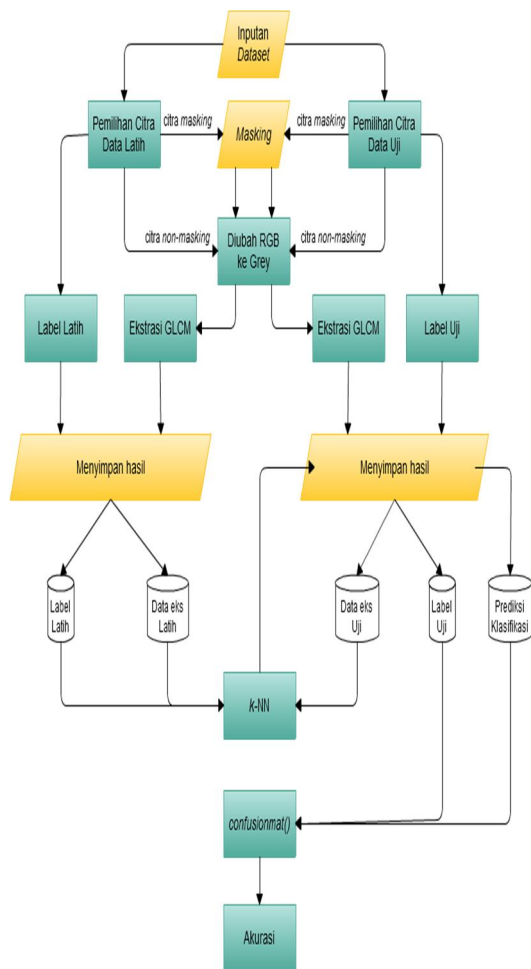 Inputan
Dataset
Pemilihan Citra
Data Latih
citra masking
Masking
citra masking
Pemilihan Citra
Data Uji
citra non-masking
Diubah RGB
ke Grey
citra non-masking
Label Latih
Ekstrasi GLCM
Ekstrasi GLCM
Label Uji
Menyimpan hasil
Menyimpan hasil
Label
Latih
Data eks
Latih
Data eks
Uji
Label
Uji
Prediksi
Klasifikasi
k-NN
confusionmat()
Akurasi